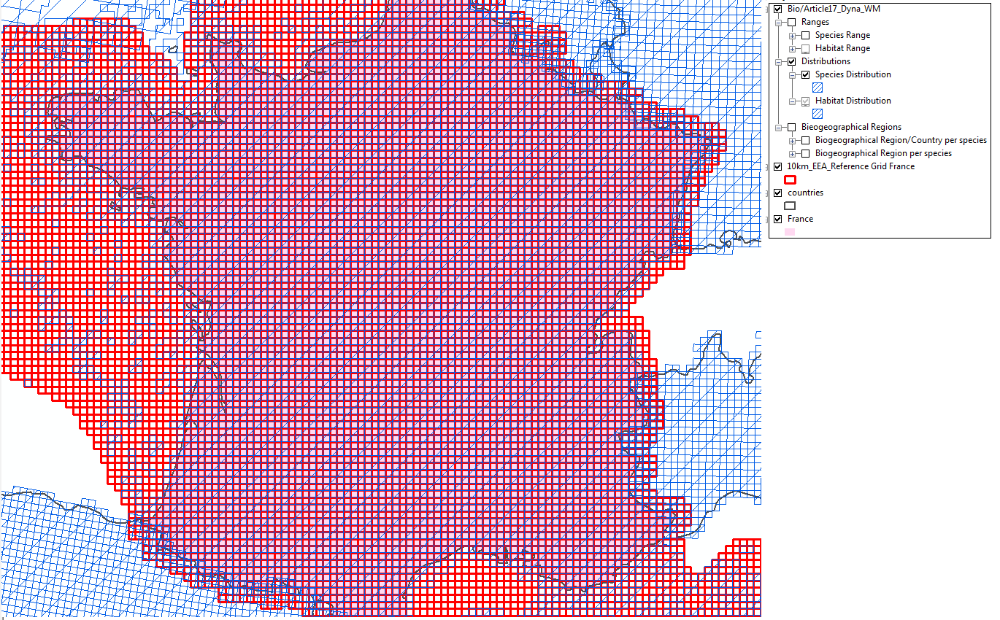 Bio/Article17_Dyna_WM
Ranges
Species Range
Habitat Range
Distributions
Species Distribution
Habitat Distribution
Bieogeographical Regions
Biogeographical Region/Country per species
Biogeographical Region per species
10km_EEA_Reference Grid France
countries
France